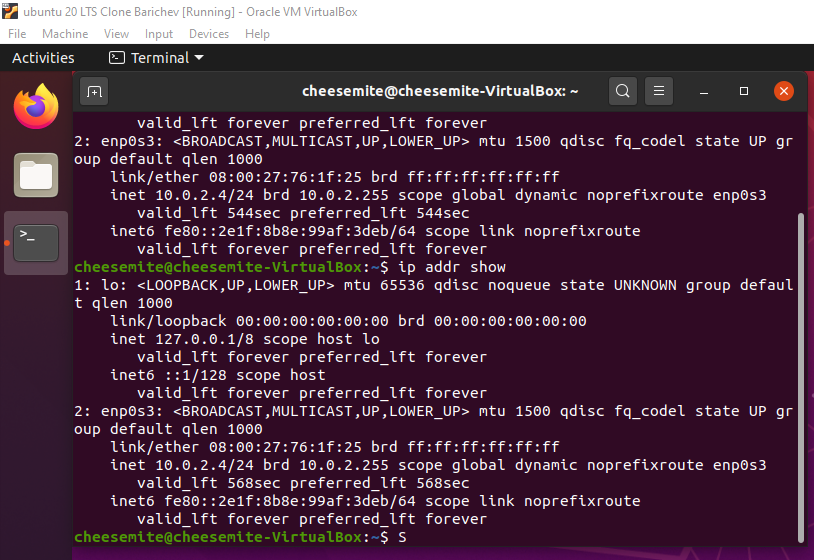 ubuntu 20 LTS Clone Barichev [Running] - Oracle VM VirtualBox
File Machine View Input Devices Help
Activities Terminal
cheesemite@cheesemite-VirtualBox: ~
valid_lft forever preferred_lft forever
2: enp0s3: <BROADCAST,MULTICAST,UP,LOWER_UP> mtu 1500 qdisc fq_codel state UP gr
oup default qlen 1000
link/ether 08:00:27:76:1f:25 brd ff:ff:ff:ff:ff:ff
inet 10.0.2.4/24 brd 10.0.2.255 scope global dynamic noprefixroute enp0s3
valid_lft 544sec preferred_lft 544sec
inet6 fe80::2e1f:8b8e:99af:3deb/64 scope link noprefixroute
valid_lft forever preferred_lft forever
cheesemite@cheesemite-VirtualBox:~$ ip addr show
1: lo: <LOOPBACK,UP,LOWER_UP> mtu 65536 qdisc noqueue state UNKNOWN group defaul
t qlen 1000
link/loopback 00:00:00:00:00:00 brd 00:00:00:00:00:00
inet 127.0.0.1/8 scope host lo
valid_lft forever preferred_lft forever
inet6 ::1/128 scope host
valid_lft forever preferred_lft forever
2: enp0s3: <BROADCAST,MULTICAST,UP,LOWER_UP> mtu 1500 qdisc fq_codel state UP gr
oup default qlen 1000
link/ether 08:00:27:76:1f:25 brd ff:ff:ff:ff:ff:ff
inet 10.0.2.4/24 brd 10.0.2.255 scope global dynamic noprefixroute enp0s3
valid_lft 568sec preferred_lft 568sec
inet6 fe80::2e1f:8b8e:99af:3deb/64 scope link noprefixroute
valid_lft forever preferred_lft forever
cheesemite@cheesemite-VirtualBox:~$ S